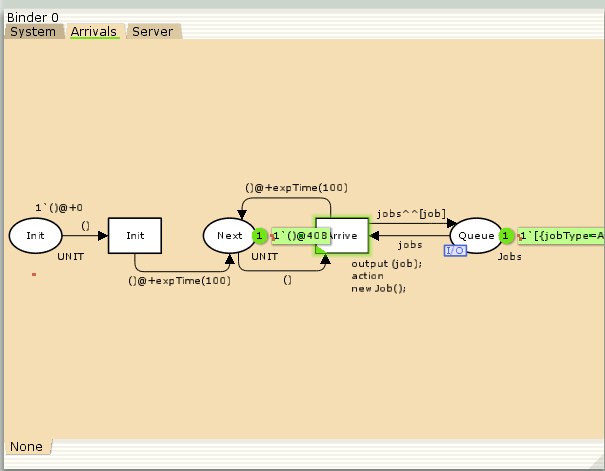 Binder 0
System Arrivals Server
()@+expTime(100)
1`()@+0
jobs^^[job]
()
Init Init Next 1 1`()@408 Arrive Queue 1 1`[{jobType=A
jobs
I/O
UNIT UNIT Jobs
output (job);
()@+expTime(100) () action
new Job();
None